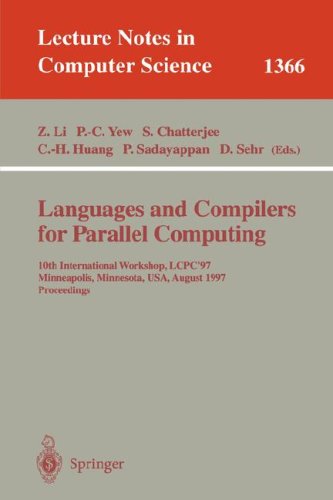 Lecture Notes in
Computer Science 1366
Z. Li P.-C. Yew S. Chatterjee
C.-H. Huang P. Sadayappan D. Sehr (Eds.)
Languages and Compilers
for Parallel Computing
10th International Workshop, LCPC'97
Minneapolis, Minnesota, USA, August 1997
Proceedings
Springer